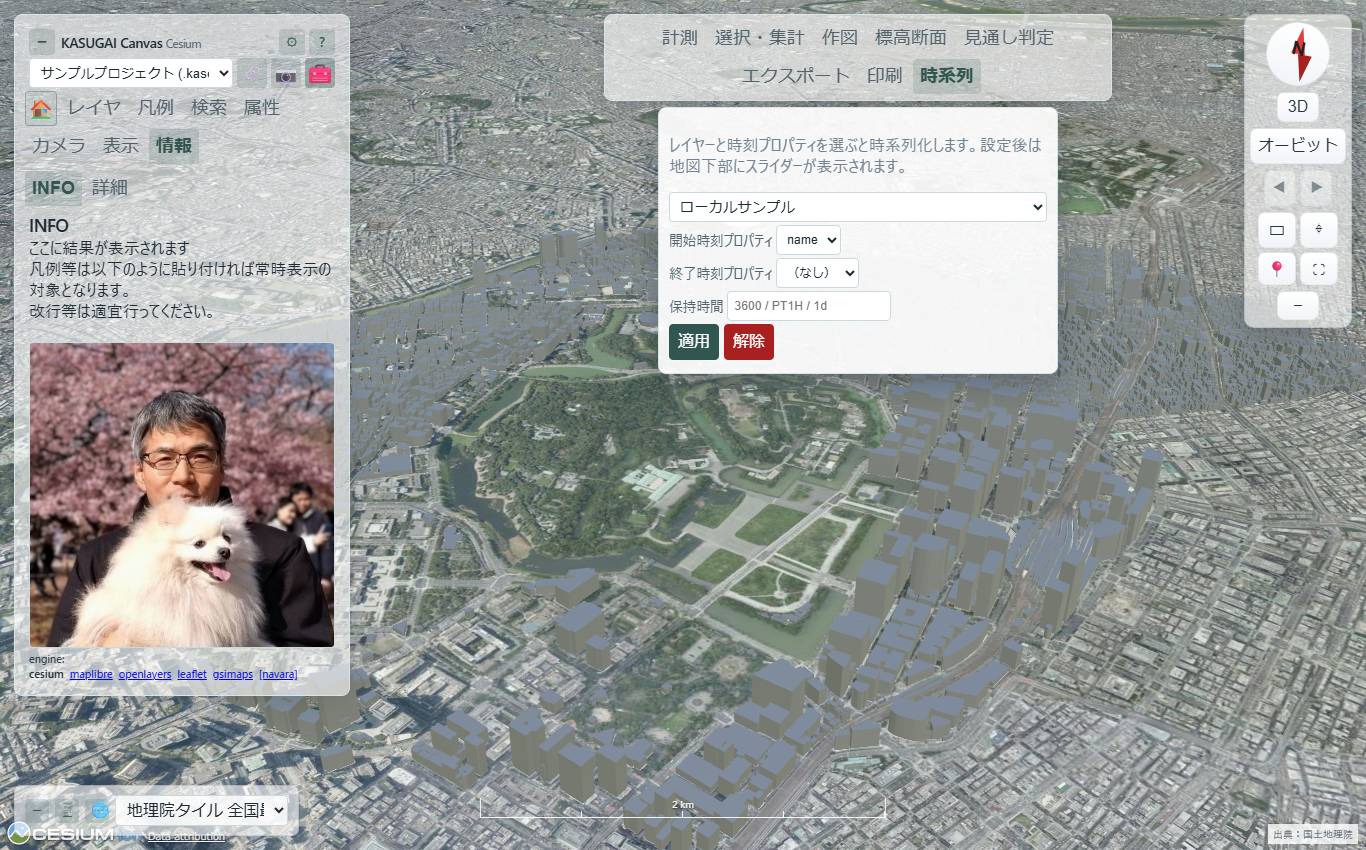 KASUGAI Canvas Cesium
?
サンプルプロジェクト (.kas
レイヤ 凡例 検索 属性
カメラ 表示 情報
INFO 詳細
INFO
ここに結果が表示されます
凡例等は以下のように貼り付ければ常時表示の
対象となります。
改行等は適宜行ってください。
engine:
cesium maplibre openlayers leaflet gsimaps [navara]
計測 選択・集計 作図 標高断面 見通し判定
エクスポート 印刷 時系列
レイヤーと時刻プロパティを選ぶと時系列化します。設定後は
地図下部にスライダーが表示されます。
ローカルサンプル
開始時刻プロパティ name
終了時刻プロパティ （なし）
保持時間 3600 / PT1H / 1d
適用 解除
N
3D
オービット
地理院タイル 全国
CESIUM ion Data attribution
2 km
出典：国土地理院